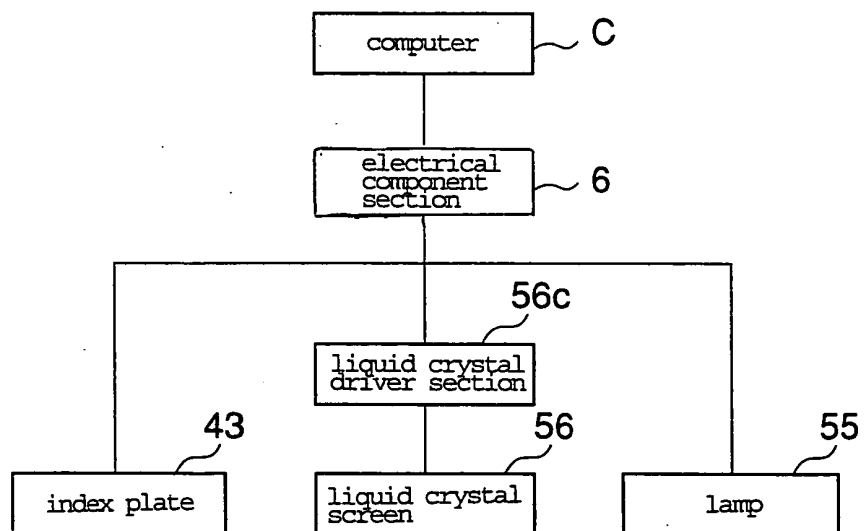 computer
C
electrical
component
section
6
56c
liquid crystal
driver section
43
56
55
index plate
liquid crystal
screen
lamp